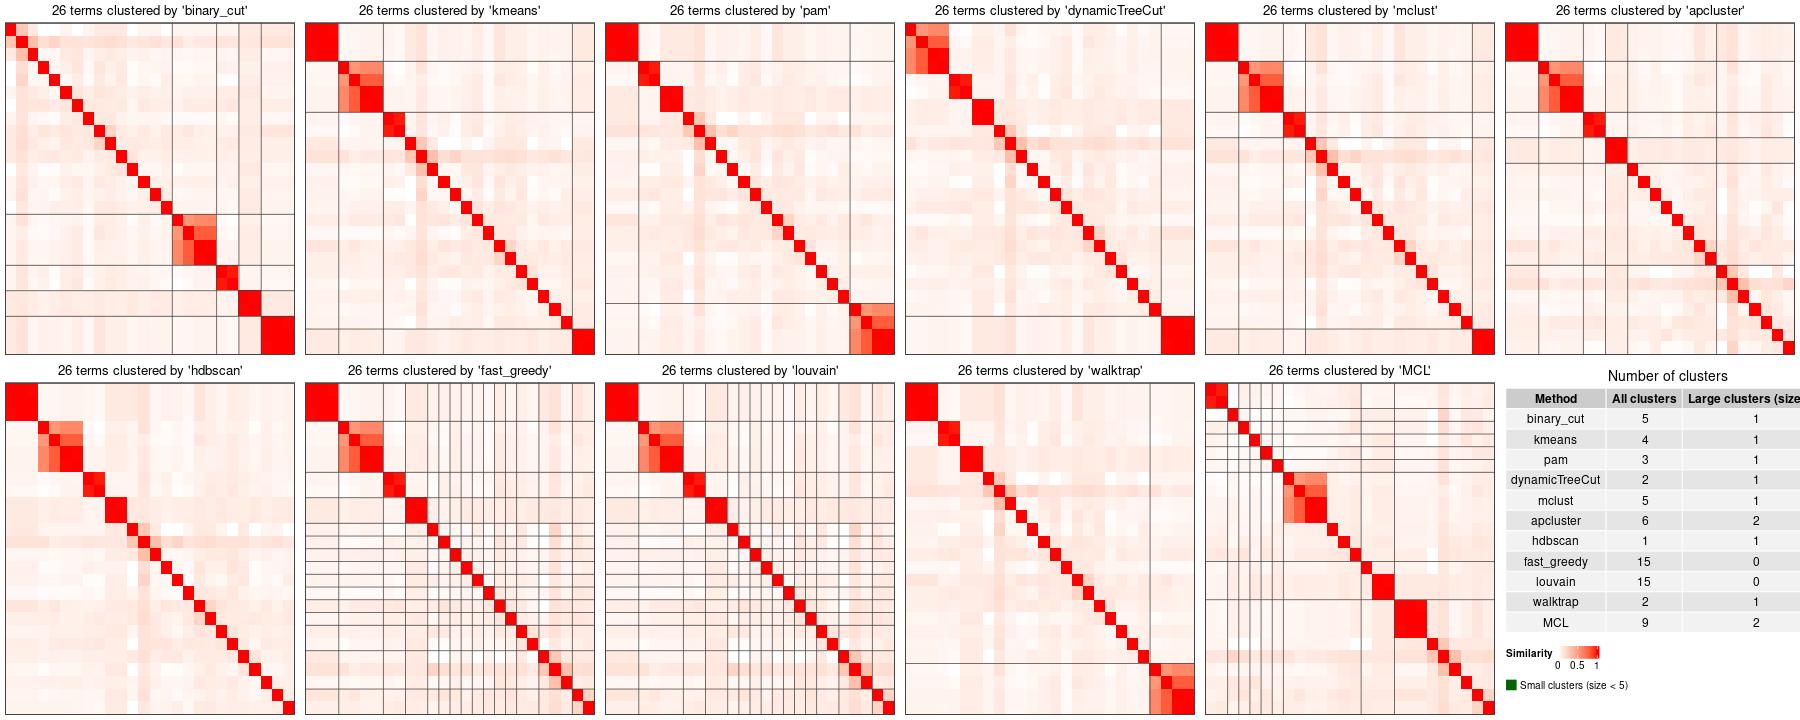 26 terms clustered by 'binary_cut'
26 terms clustered by 'kmeans'
26 terms clustered by 'pam'
26 terms clustered by 'dynamicTreeCut'
26 terms clustered by 'mclust'
26 terms clustered by 'apcluster'
26 terms clustered by 'hdbscan'
26 terms clustered by 'fast_greedy'
26 terms clustered by 'louvain'
26 terms clustered by 'walktrap'
26 terms clustered by 'MCL'
Number of clusters
Method All clusters Large clusters (size
binary_cut 5 1
kmeans 4 1
pam 3 1
dynamicTreeCut 2 1
mclust 5 1
apcluster 6 2
hdbscan 1 1
fast_greedy 15 0
louvain 15 0
walktrap 2 1
MCL 9 2
Similarity
0 0.5 1
Small clusters (size < 5)